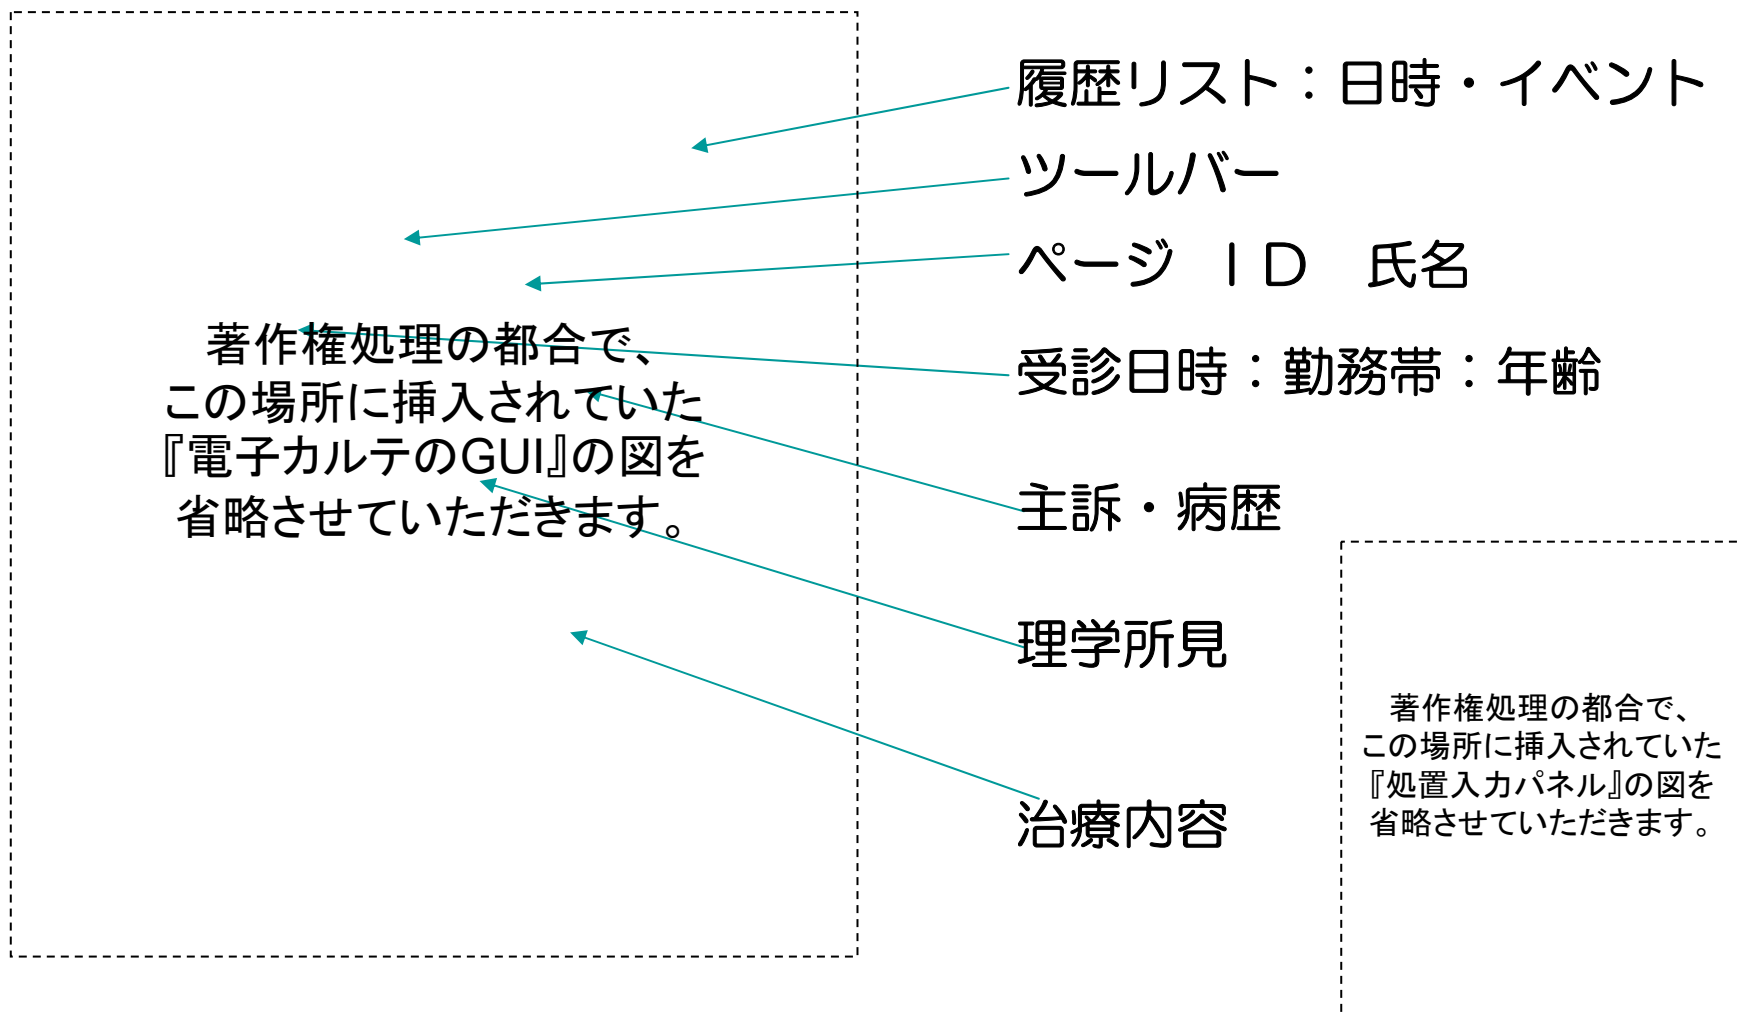 履歴リスト：日時・イベント
ツールバー
ページ　ＩＤ　氏名
受診日時：勤務帯：年齢
主訴・病歴
理学所見
治療内容
著作権処理の都合で、
この場所に挿入されていた
『電子カルテのGUI』の図を
省略させていただきます。
著作権処理の都合で、
この場所に挿入されていた
『処置入力パネル』の図を
省略させていただきます。